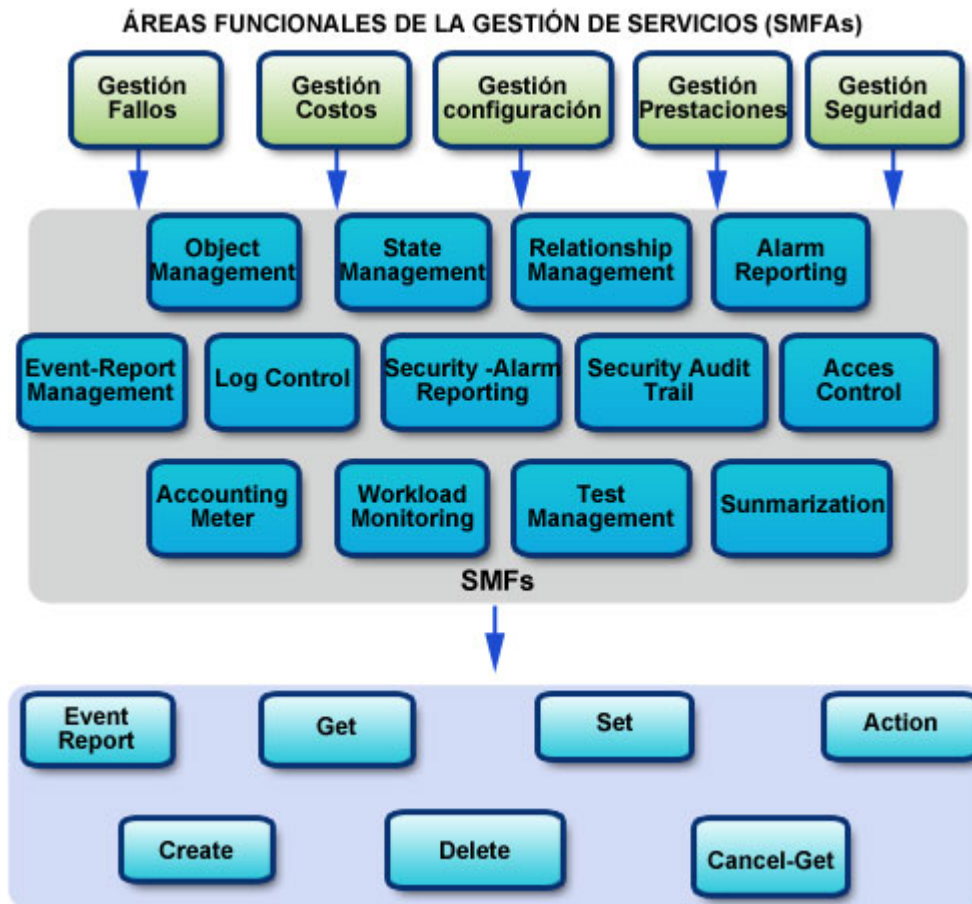 ÁREAS FUNCIONALES DE LA GESTIÓN DE SERVICIOS (SMFAs)
Gestión
Fallos
Gestión
Costos
Gestión
configuración
Gestión
Prestaciones
Gestión
Seguridad
Object
Management
State
Management
Relationship
Management
Alarm
Reporting
Event-Report
Management
Log Control
Security -Alarm
Reporting
Security Audit
Trail
Acces
Control
Accounting
Meter
Workload
Monitoring
Test
Management
Sunmarization
SMFs
Event
Report
Get
Set
Action
Create
Delete
Cancel-Get